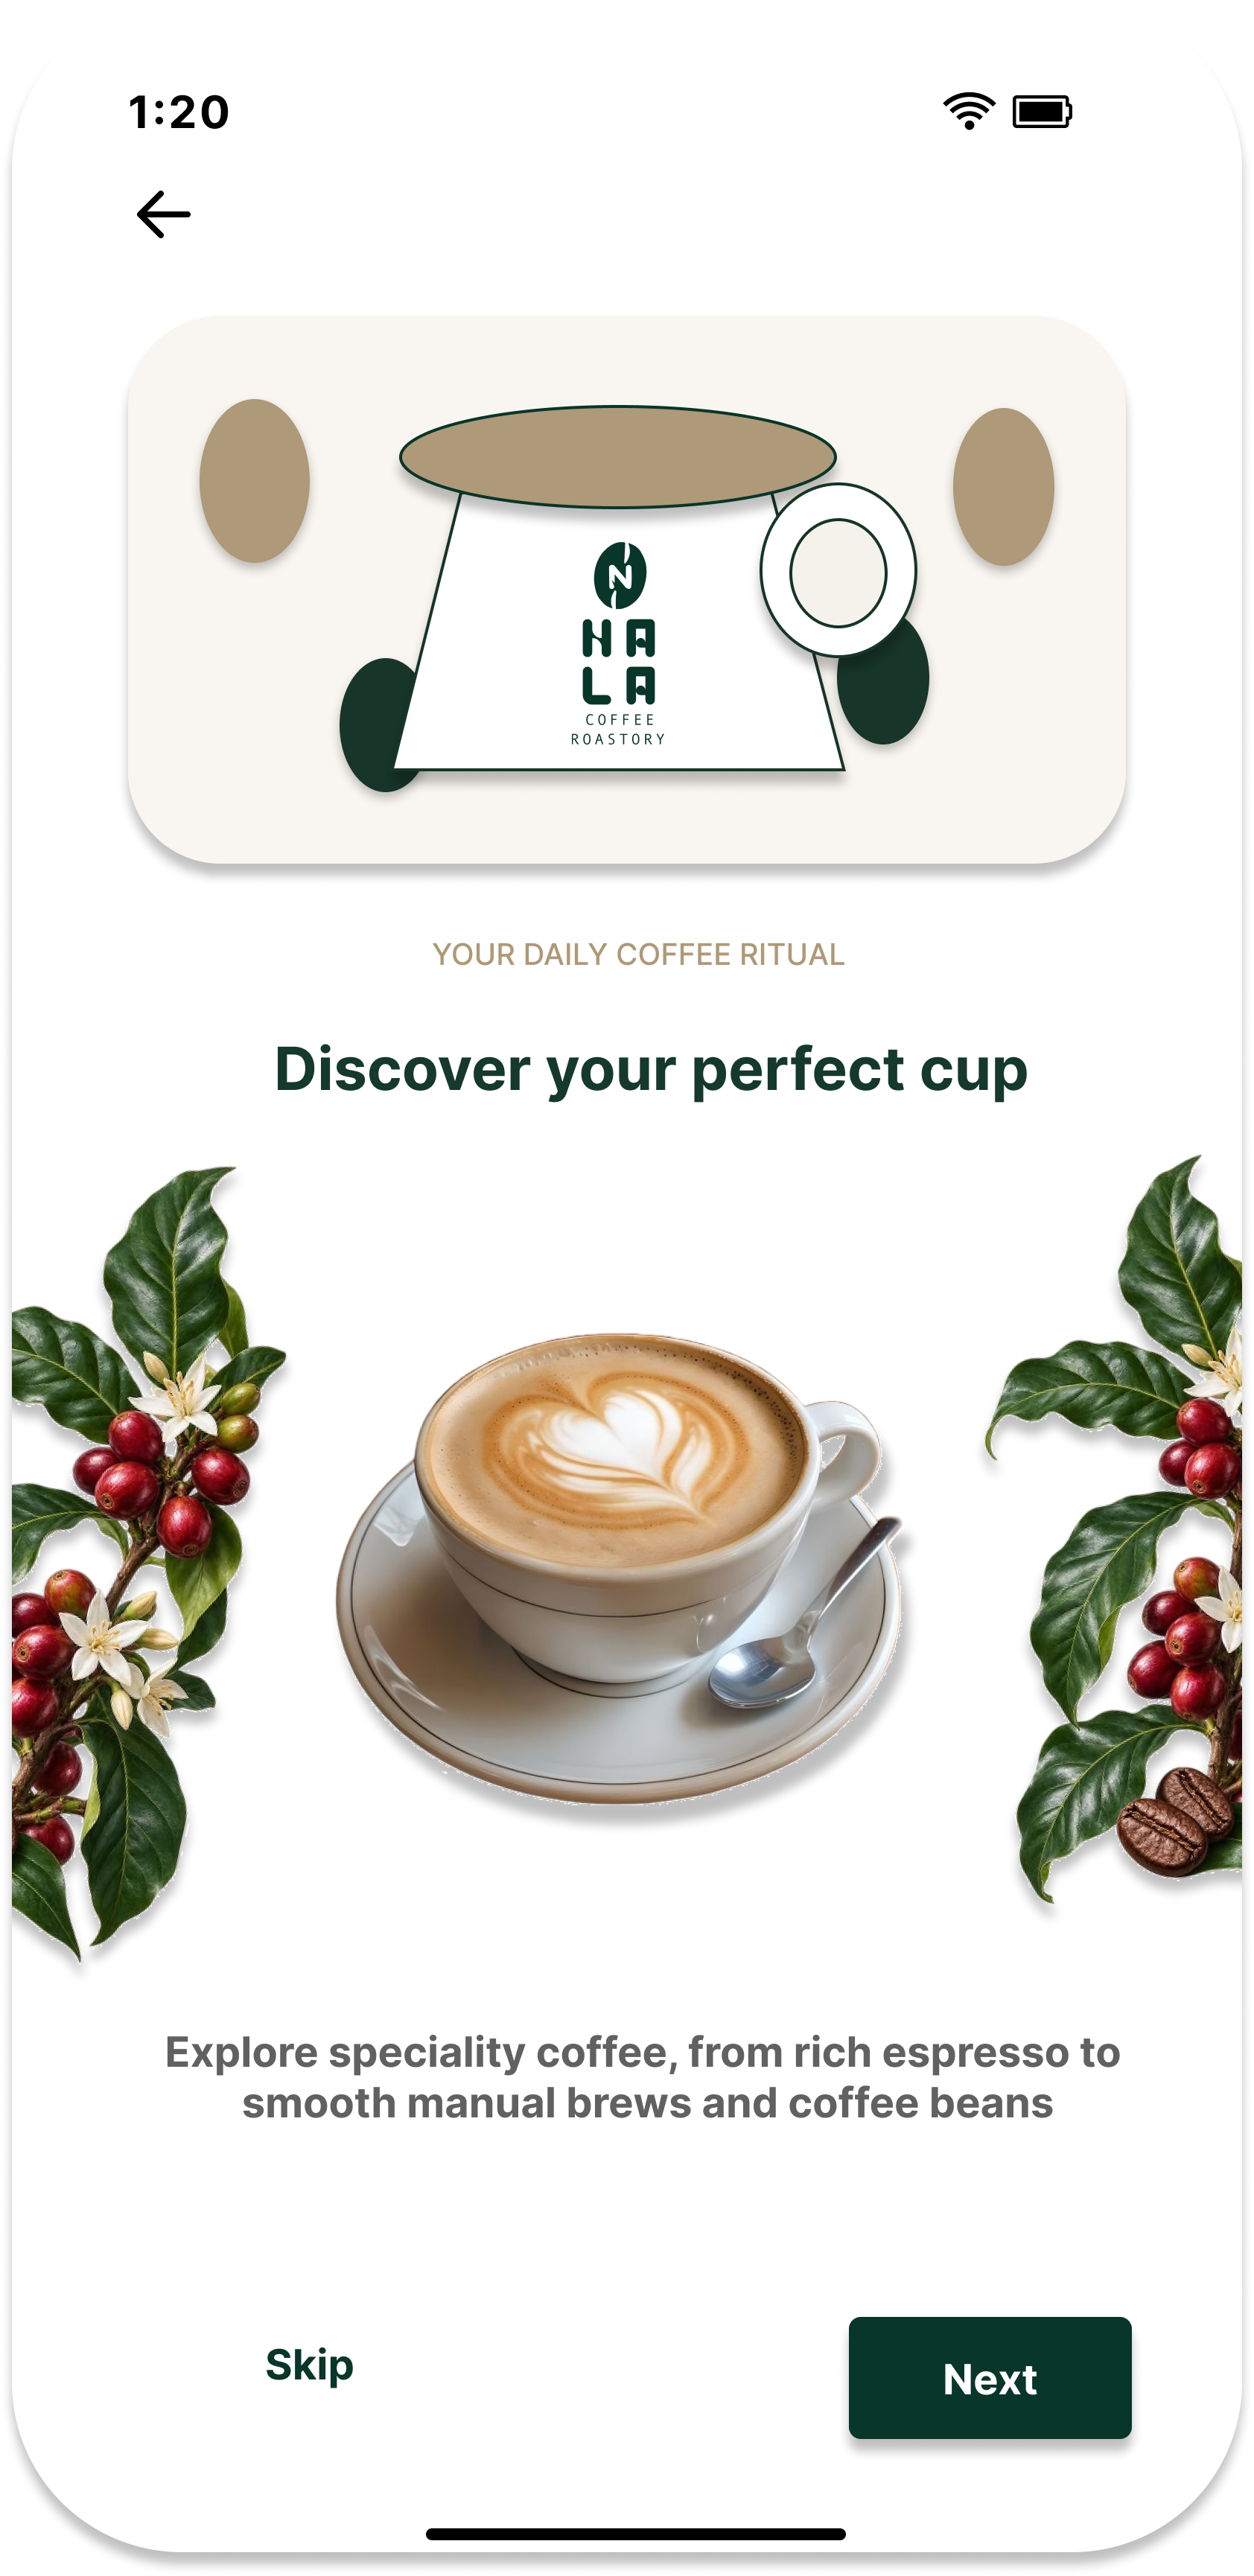 1:20
N
HA
LA
COFFEE
ROASTORY
YOUR DAILY COFFEE RITUAL
Discover your perfect cup
Explore speciality coffee, from rich espresso to
smooth manual brews and coffee beans
Skip
Next